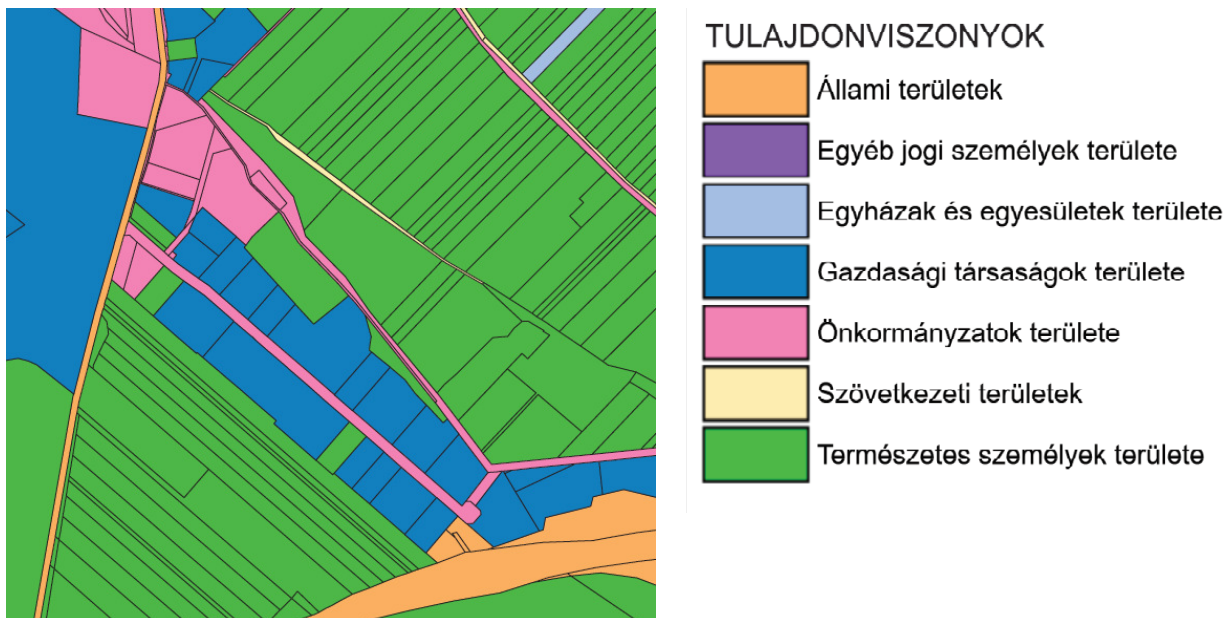 TULAJDONVISZONYOK
Állami területek
Egyéb jogi személyek területe
Egyházak és egyesületek területe
Gazdasági társaságok területe
Önkormányzatok területe
Szövetkezeti területek
Természetes személyek területe